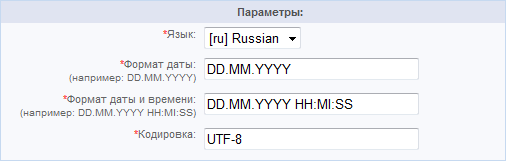 Параметры:
*Язык: [ru] Russian
*Формат даты: DD.MM.YYYY
(например: DD.MM.YYYY)
*Формат даты и времени: DD.MM.YYYY HH:MI:SS
(например: DD.MM.YYYY HH:MI:SS)
*Кодировка: UTF-8